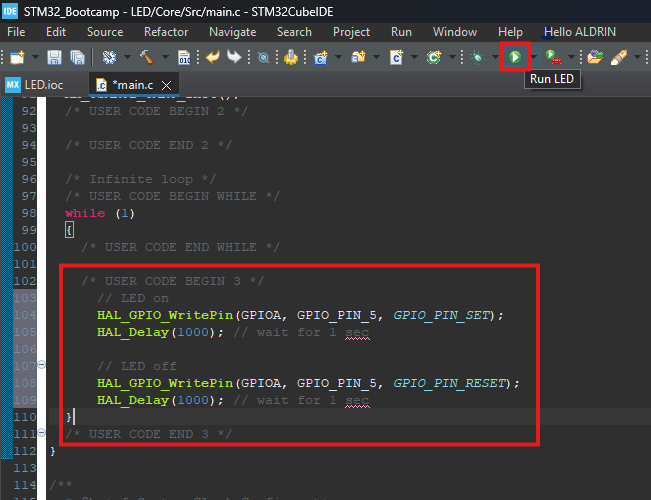 IDE STM32_Bootcamp - LED/Core/Src/main.c - STM32CubeIDE
File Edit Source Refactor Navigate Search Project Run Window Help Hello ALDRIN
Run LED
MX LED.ioc *main.c
92 /* USER CODE BEGIN 2 */
93
94 /* USER CODE END 2 */
95
96 /* Infinite loop */
97 /* USER CODE BEGIN WHILE */
98 while (1)
99 {
100 /* USER CODE END WHILE */
101
102 /* USER CODE BEGIN 3 */
103 // LED on
104 HAL_GPIO_WritePin(GPIOA, GPIO_PIN_5, GPIO_PIN_SET);
105 HAL_Delay(1000); // wait for 1 sec
106
107 // LED off
108 HAL_GPIO_WritePin(GPIOA, GPIO_PIN_5, GPIO_PIN_RESET);
109 HAL_Delay(1000); // wait for 1 sec
110 }
111 /* USER CODE END 3 */
112 }
113
114 /**